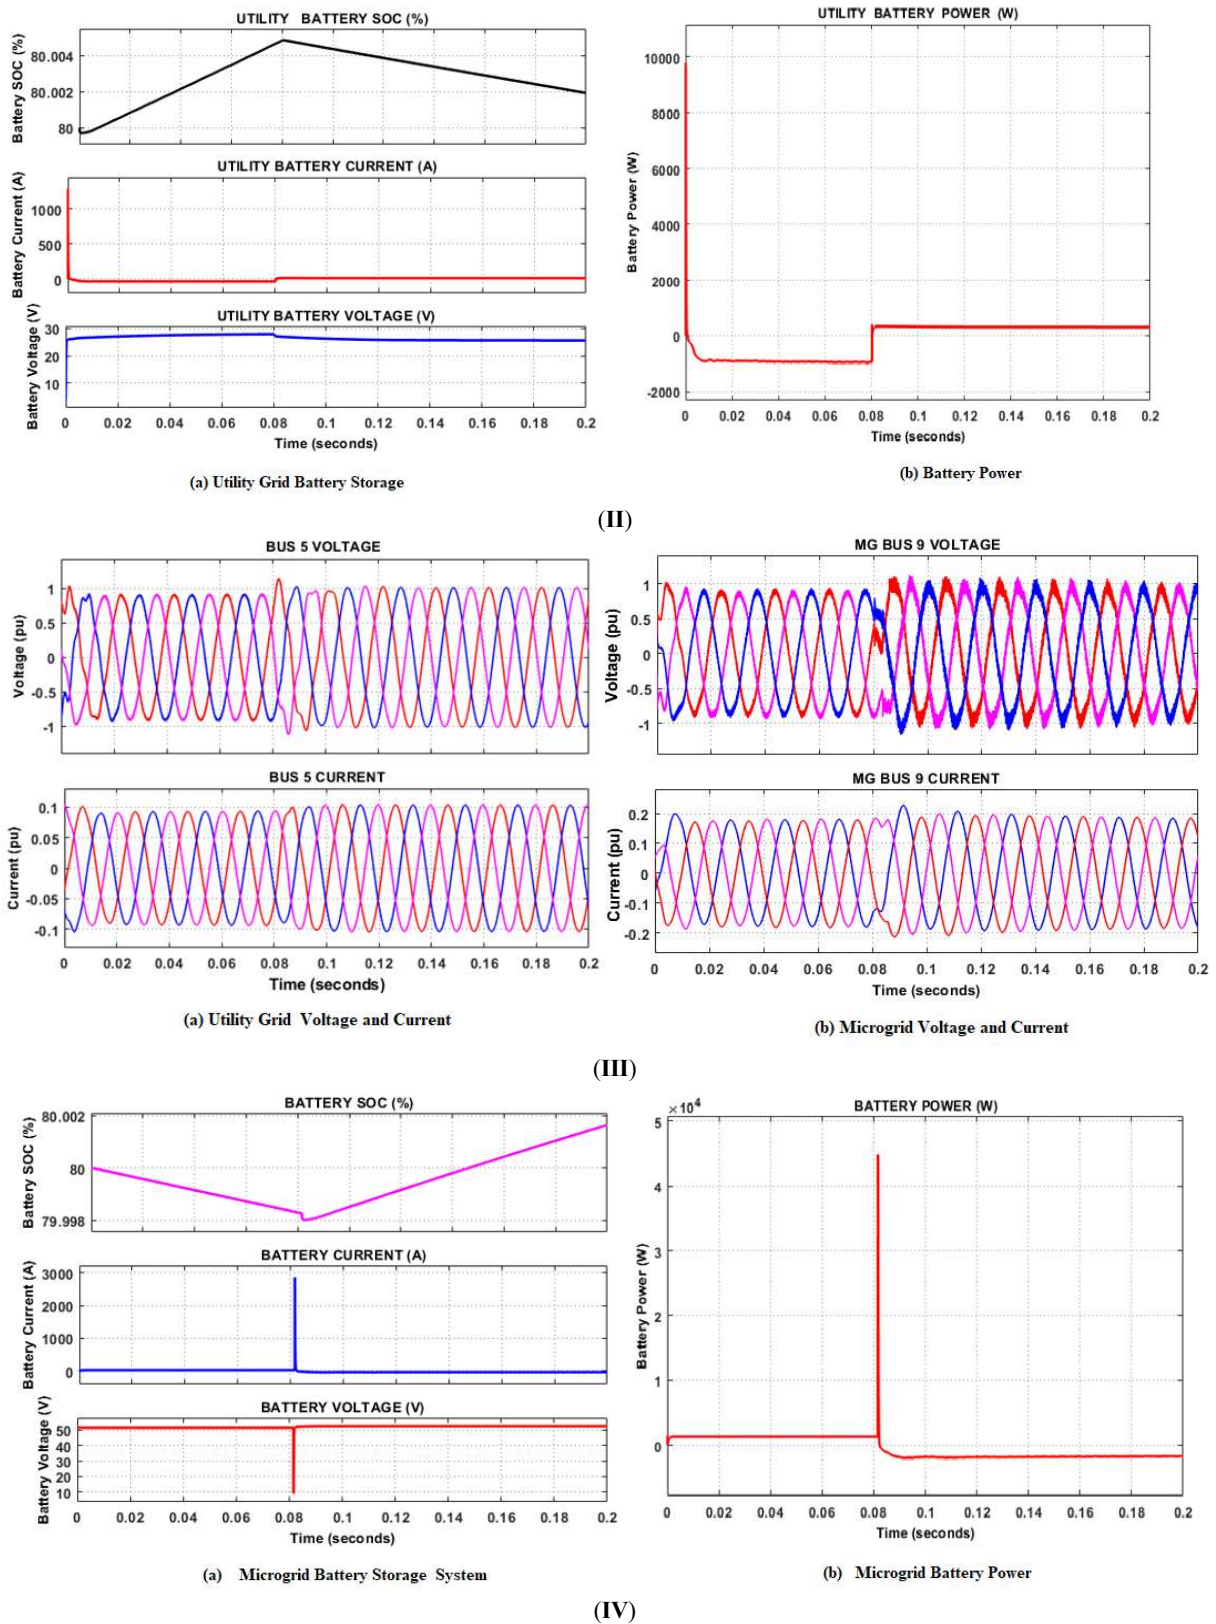 UTILITY BATTERY SOC (%)
Battery SOC (%)
80.004
80.002
80
UTILITY BATTERY CURRENT (A)
Battery Current (A)
1000
500
0
UTILITY BATTERY VOLTAGE (V)
Battery Voltage (V)
30
20
10
0 0.02 0.04 0.06 0.08 0.1 0.12 0.14 0.16 0.18 0.2
Time (seconds)
(a) Utility Grid Battery Storage
UTILITY BATTERY POWER (W)
Battery Power (W)
10000
8000
6000
4000
2000
0
-2000
0 0.02 0.04 0.06 0.08 0.1 0.12 0.14 0.16 0.18 0.2
Time (seconds)
(b) Battery Power
(II)
BUS 5 VOLTAGE
Voltage (pu)
1
0.5
0
-0.5
-1
BUS 5 CURRENT
Current (pu)
0.1
0.05
0
-0.05
-0.1
0 0.02 0.04 0.06 0.08 0.1 0.12 0.14 0.16 0.18 0.2
Time (seconds)
(a) Utility Grid Voltage and Current
MG BUS 9 VOLTAGE
Voltage (pu)
1
0.5
0
-0.5
-1
MG BUS 9 CURRENT
Current (pu)
0.2
0.1
0
-0.1
-0.2
0 0.02 0.04 0.06 0.08 0.1 0.12 0.14 0.16 0.18 0.2
Time (seconds)
(b) Microgrid Voltage and Current
(III)
BATTERY SOC (%)
Battery SOC (%)
80.002
80
79.998
BATTERY CURRENT (A)
Battery Current (A)
3000
2000
1000
0
BATTERY VOLTAGE (V)
Battery Voltage (V)
50
40
30
20
10
0 0.02 0.04 0.06 0.08 0.1 0.12 0.14 0.16 0.18 0.2
Time (seconds)
(a) Microgrid Battery Storage System
BATTERY POWER (W)
×10⁴
Battery Power (W)
5
4
3
2
1
0
0 0.02 0.04 0.06 0.08 0.1 0.12 0.14 0.16 0.18 0.2
Time (seconds)
(b) Microgrid Battery Power
(IV)